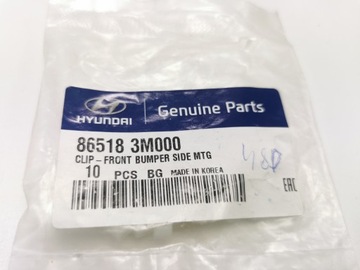 HYUNDAI
Genuine Parts
86518 3M000
CLIP-FRONT BUMPER SIDE MTG
10 PCS BG MADE IN KOREA
EAC